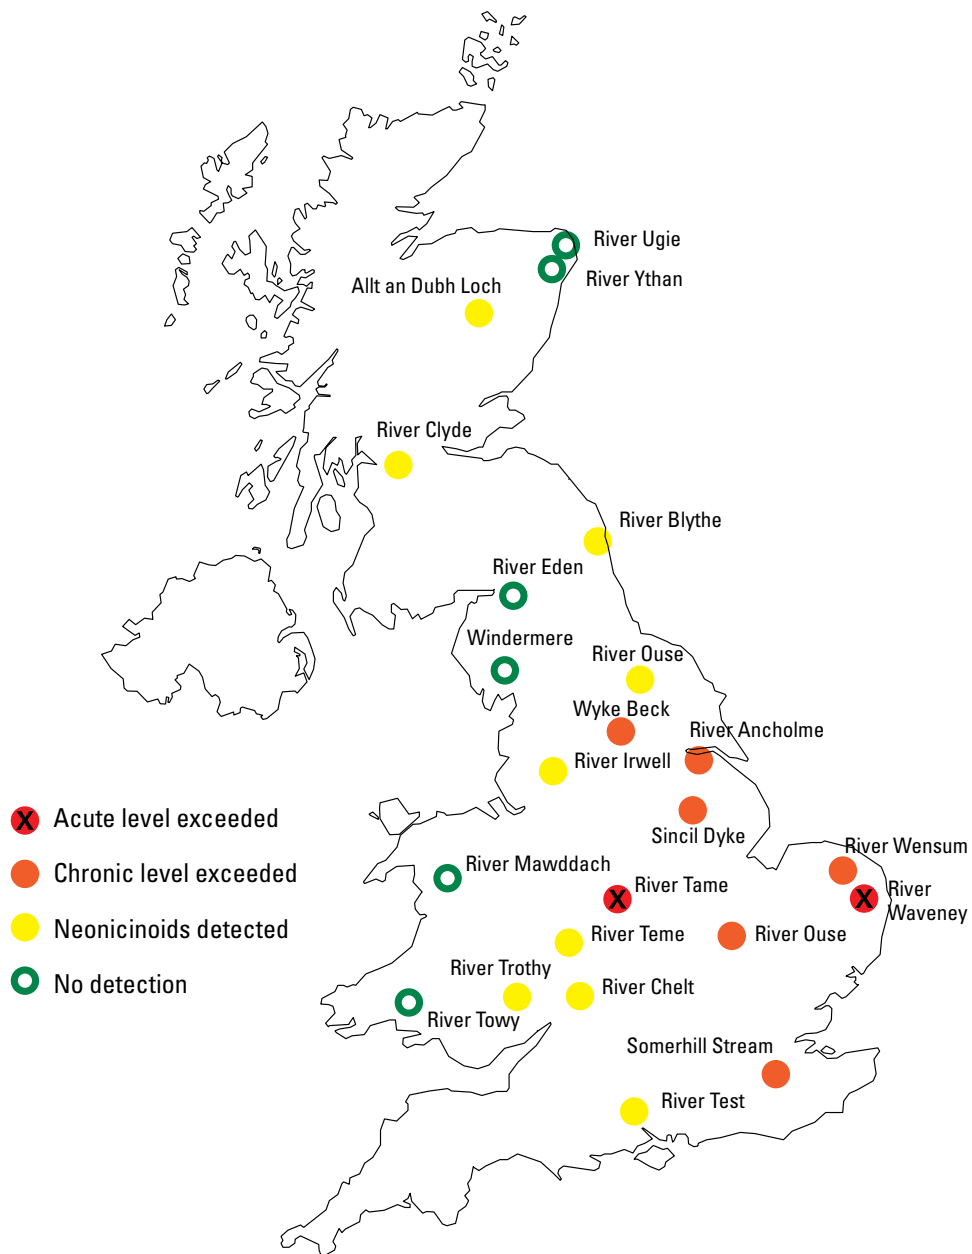 River Ugie
River Ythan
Allt an Dubh Loch
River Clyde
River Blythe
River Eden
Windermere
River Ouse
Wyke Beck
River Ancholme
River Irwell
X Acute level exceeded
Sincil Dyke
River Wensum
Chronic level exceeded
River Mawddach
X River Tame
X River
Waveney
Neonicinoids detected
River Teme
River Ouse
River Trothy
No detection
River Chelt
River Towy
Somerhill Stream
River Test